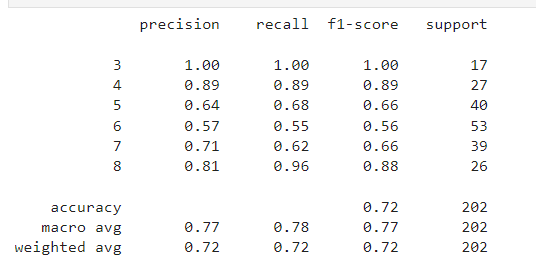 precision recall f1-score support
3 1.00 1.00 1.00 17
4 0.89 0.89 0.89 27
5 0.64 0.68 0.66 40
6 0.57 0.55 0.56 53
7 0.71 0.62 0.66 39
8 0.81 0.96 0.88 26
accuracy 0.72 202
macro avg 0.77 0.78 0.77 202
weighted avg 0.72 0.72 0.72 202